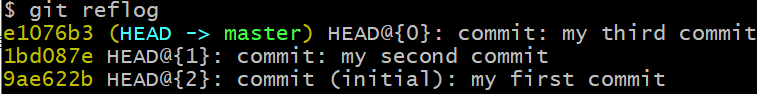 $ git reflog
e1076b3 (HEAD -> master) HEAD@{0}: commit: my third commit
1bd087e HEAD@{1}: commit: my second commit
9ae622b HEAD@{2}: commit (initial): my first commit